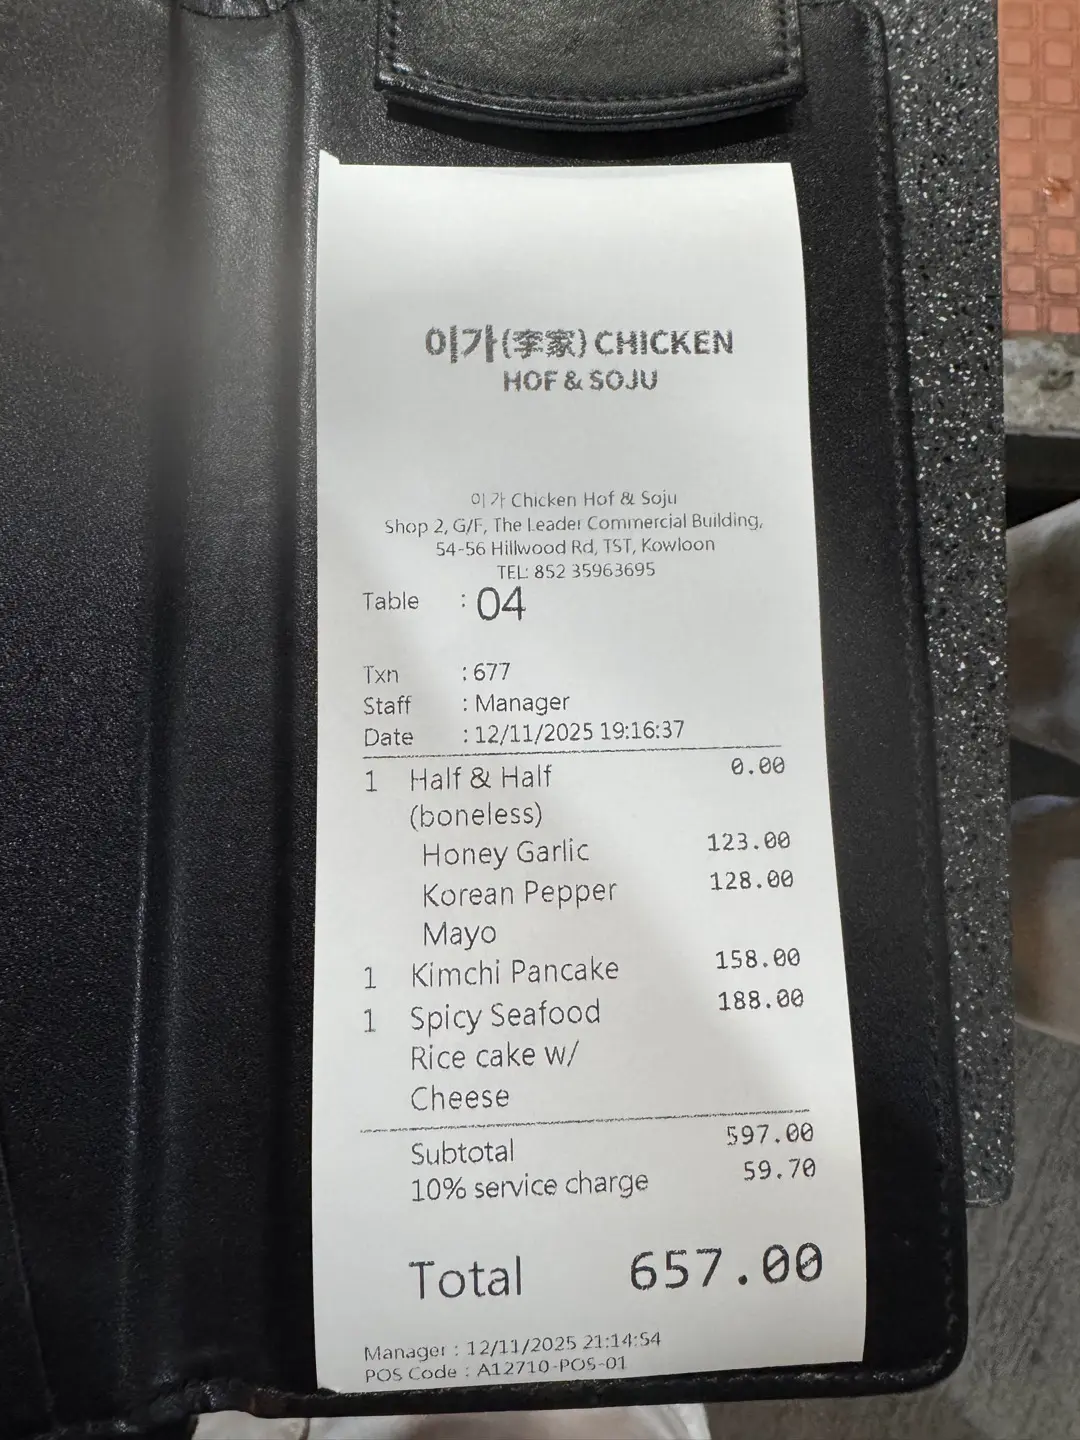 이가(李家) CHICKEN
HOF & SOJU
이가 Chicken Hof & Soju
Shop 2, G/F, The Leader Commercial Building,
54-56 Hillwood Rd, TST, Kowloon
TEL: 852 35963695
Table : 04
Txn : 677
Staff : Manager
Date : 12/11/2025 19:16:37
1 Half & Half 0.00
(boneless)
Honey Garlic 123.00
Korean Pepper 128.00
Mayo
1 Kimchi Pancake 158.00
1 Spicy Seafood 188.00
Rice cake w/
Cheese
Subtotal 597.00
10% service charge 59.70
Total 657.00
Manager : 12/11/2025 21:14:54
POS Code : A12710-POS-01